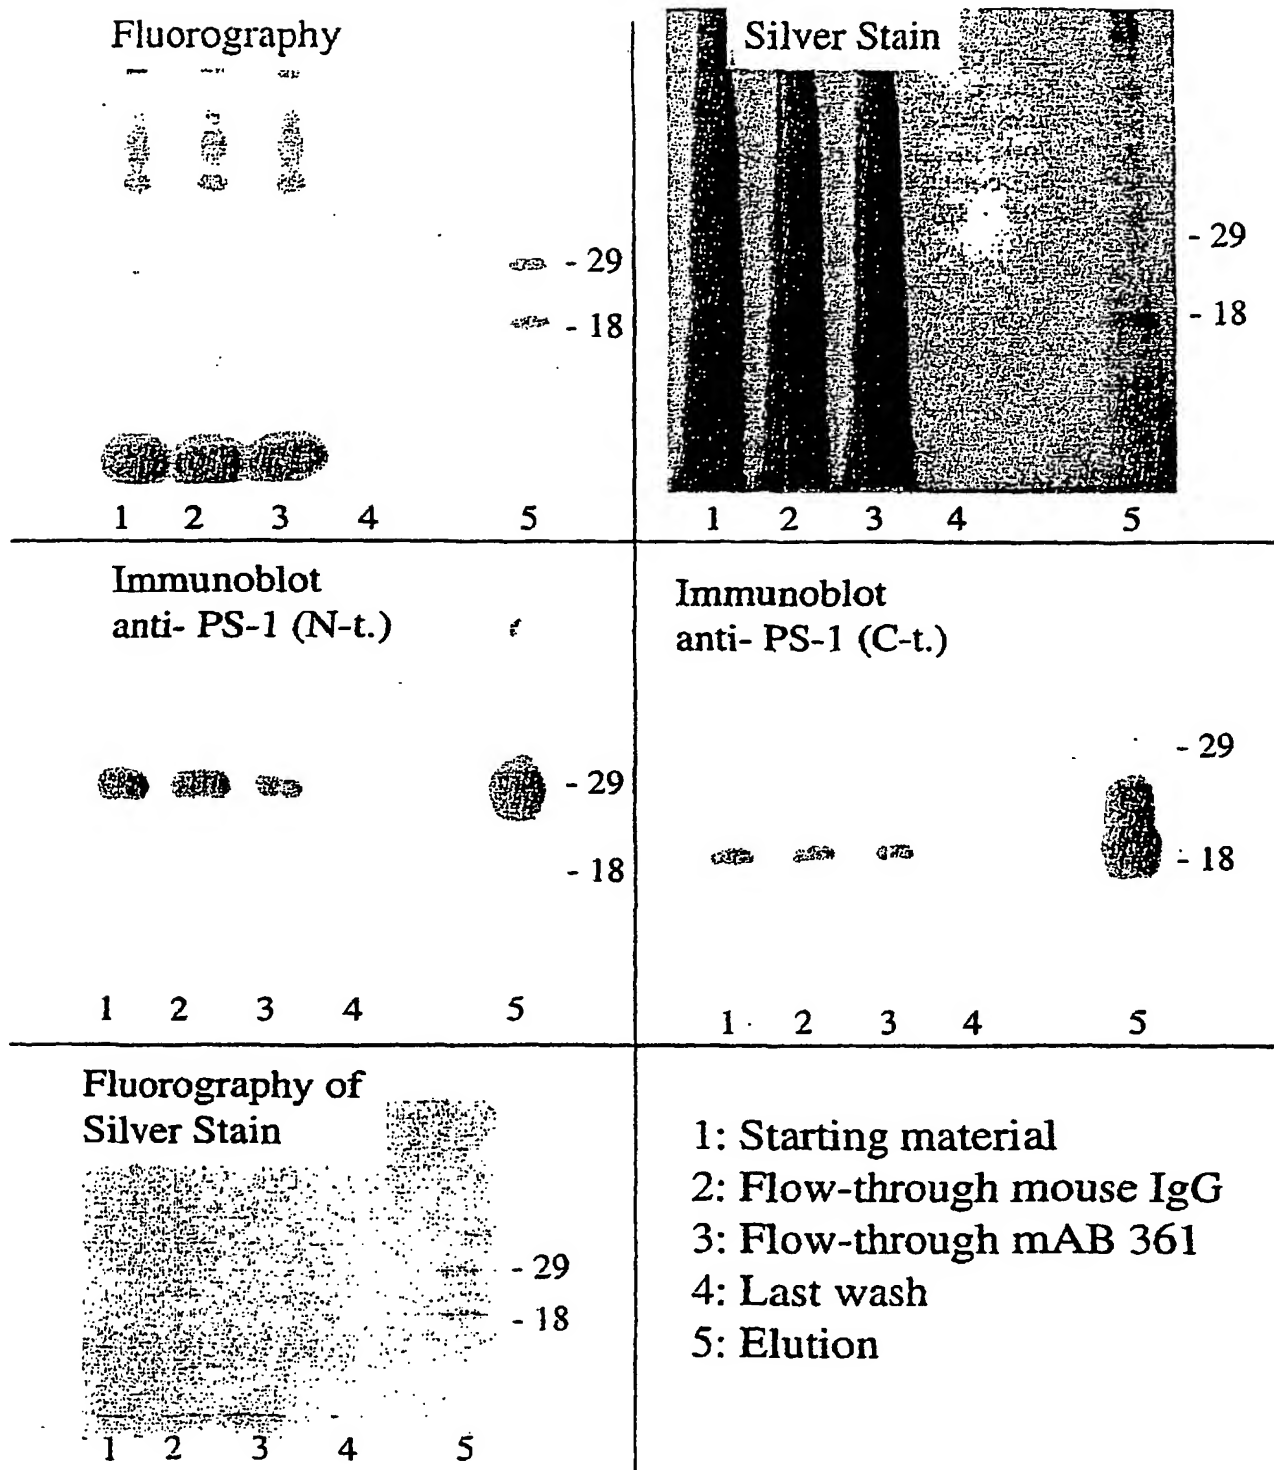 Fluorography
- 29
- 18
1 2 3 4 5
Silver Stain
- 29
- 18
1 2 3 4 5
Immunoblot
anti- PS-1 (N-t.)
- 29
- 18
1 2 3 4 5
Immunoblot
anti- PS-1 (C-t.)
- 29
- 18
1 2 3 4 5
Fluorography of
Silver Stain
- 29
- 18
1 2 3 4 5
1: Starting material
2: Flow-through mouse IgG
3: Flow-through mAB 361
4: Last wash
5: Elution